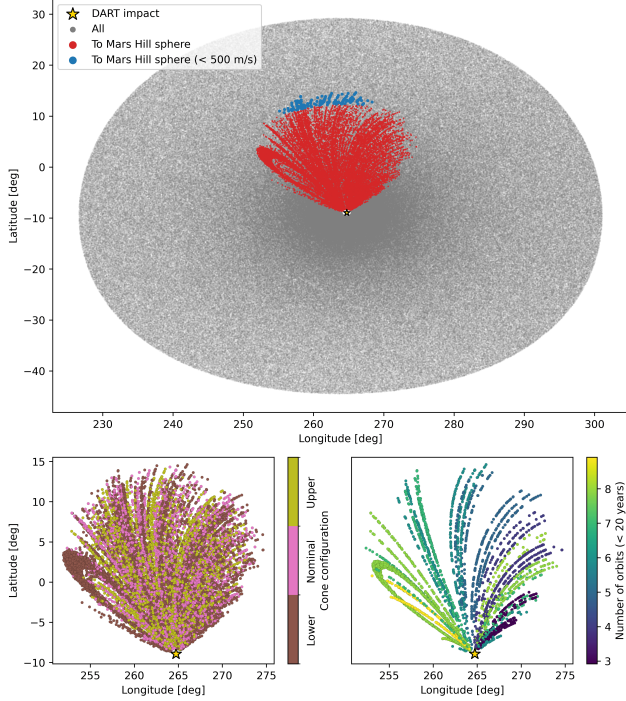 DART impact
All
To Mars Hill sphere
To Mars Hill sphere (< 500 m/s)
30
20
10
0
−10
−20
−30
−40
Latitude [deg]
230
240
250
260
270
280
290
300
Longitude [deg]
15
10
5
0
−5
−10
Latitude [deg]
255
260
265
270
275
Longitude [deg]
Upper
Nominal
Lower
Cone configuration
255
260
265
270
275
Longitude [deg]
8
7
6
5
4
3
Number of orbits (< 20 years)